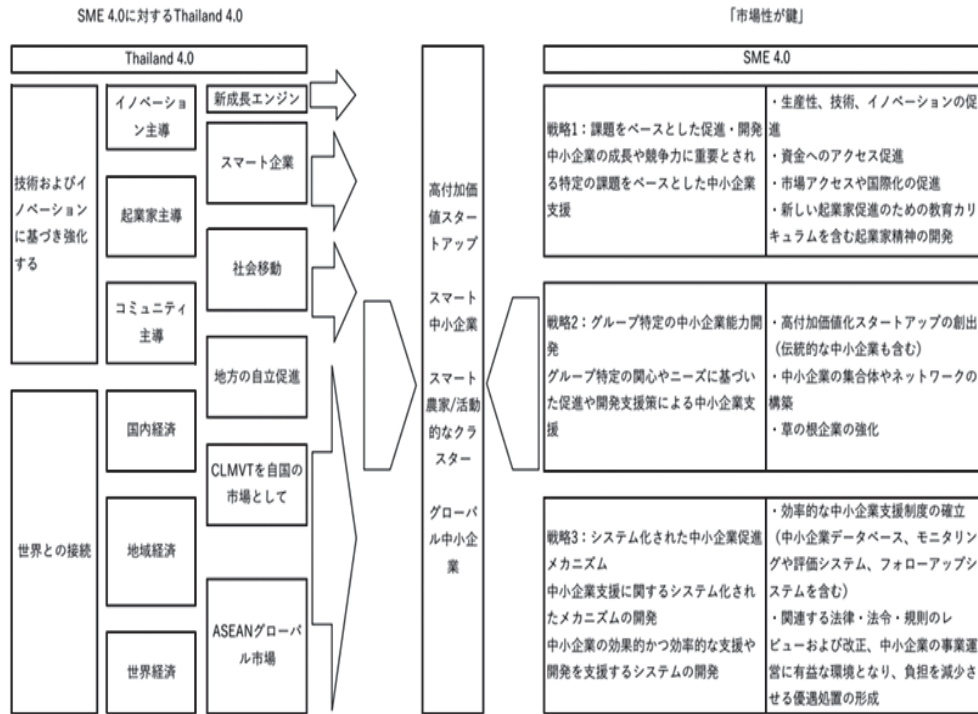 SME 4.0に対するThailand 4.0
「市場性が鍵」
Thailand 4.0
技術およびイ
ノベーション
に基づき強化
する
世界との接続
イノベーショ
ン主導
起業家主導
コミュニティ
主導
国内経済
地域経済
世界経済
新成長エンジン
スマート企業
社会移動
地方の自立促進
CLMVTを自国の
市場として
ASEANグローバ
ル市場
高付加価
値スター
トアップ
スマート
中小企業
スマート
農家/活動
的なクラ
スター
グローバ
ル中小企
業
SME 4.0
戦略1：課題をベースとした促進・開発
中小企業の成長や競争力に重要とされ
る特定の課題をベースとした中小企業
支援
・生産性、技術、イノベーションの促
進
・資金へのアクセス促進
・市場アクセスや国際化の促進
・新しい起業家促進のための教育カリ
キュラムを含む起業家精神の開発
戦略2：グループ特定の中小企業能力開
発
グループ特定の関心やニーズに基づい
た促進や開発支援策による中小企業支
援
・高付加価値化スタートアップの創出
（伝統的な中小企業も含む）
・中小企業の集合体やネットワークの
構築
・草の根企業の強化
戦略3：システム化された中小企業促進
メカニズム
中小企業支援に関するシステム化され
たメカニズムの開発
中小企業の効果的かつ効率的な支援や
開発を支援するシステムの開発
・効率的な中小企業支援制度の確立
（中小企業データベース、モニタリン
グや評価システム、フォローアップシ
ステムを含む）
・関連する法律・法令・規則のレ
ビューおよび改正、中小企業の事業運
営に有益な環境となり、負担を減少さ
せる優遇処置の形成